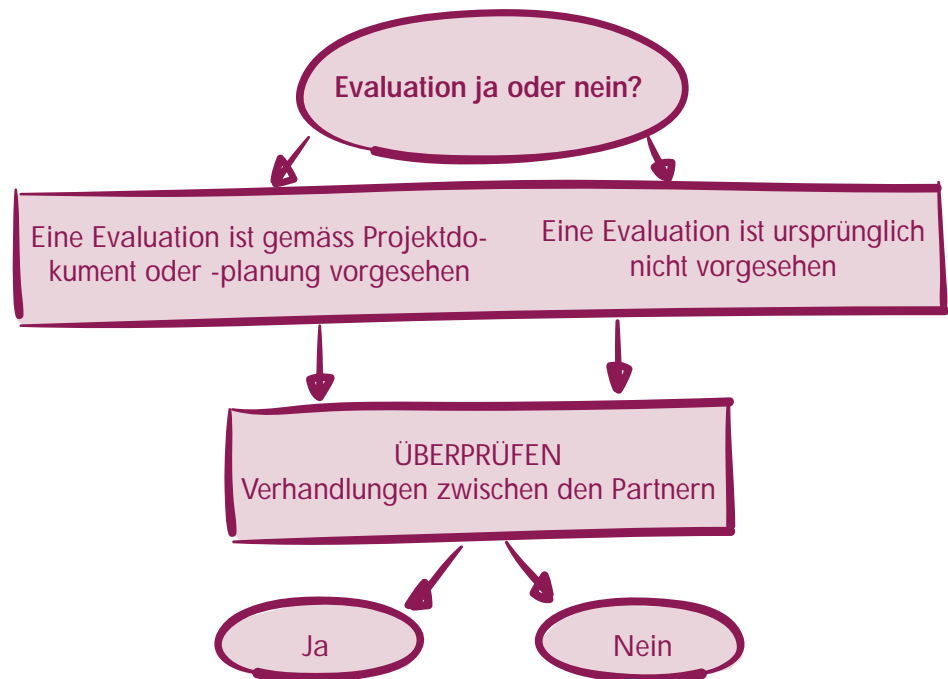 Evaluation ja oder nein?
Eine Evaluation ist gemäss Projektdo-
kument oder -planung vorgesehen
Eine Evaluation ist ursprünglich
nicht vorgesehen
ÜBERPRÜFEN
Verhandlungen zwischen den Partnern
Ja
Nein